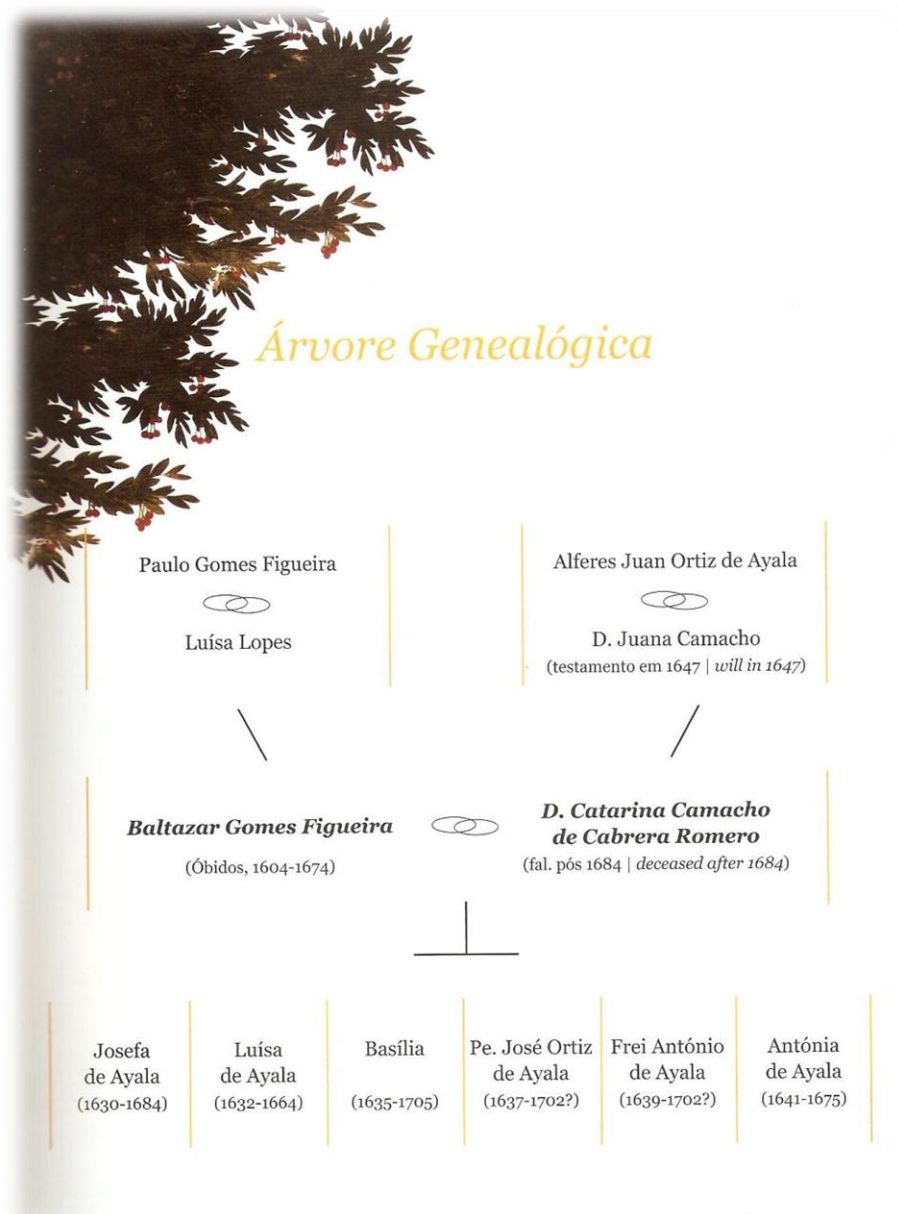 Árvore Genealógica
Paulo Gomes Figueira
Luísa Lopes
Alferes Juan Ortiz de Ayala
D. Juana Camacho
(testamento em 1647 | will in 1647)
Baltazar Gomes Figueira
(Óbidos, 1604-1674)
D. Catarina Camacho
de Cabrera Romero
(fal. pós 1684 | deceased after 1684)
Josefa
de Ayala
(1630-1684)
Luísa
de Ayala
(1632-1664)
Basília
(1635-1705)
Pe. José Ortiz
de Ayala
(1637-1702?)
Frei António
de Ayala
(1639-1702?)
Antónia
de Ayala
(1641-1675)